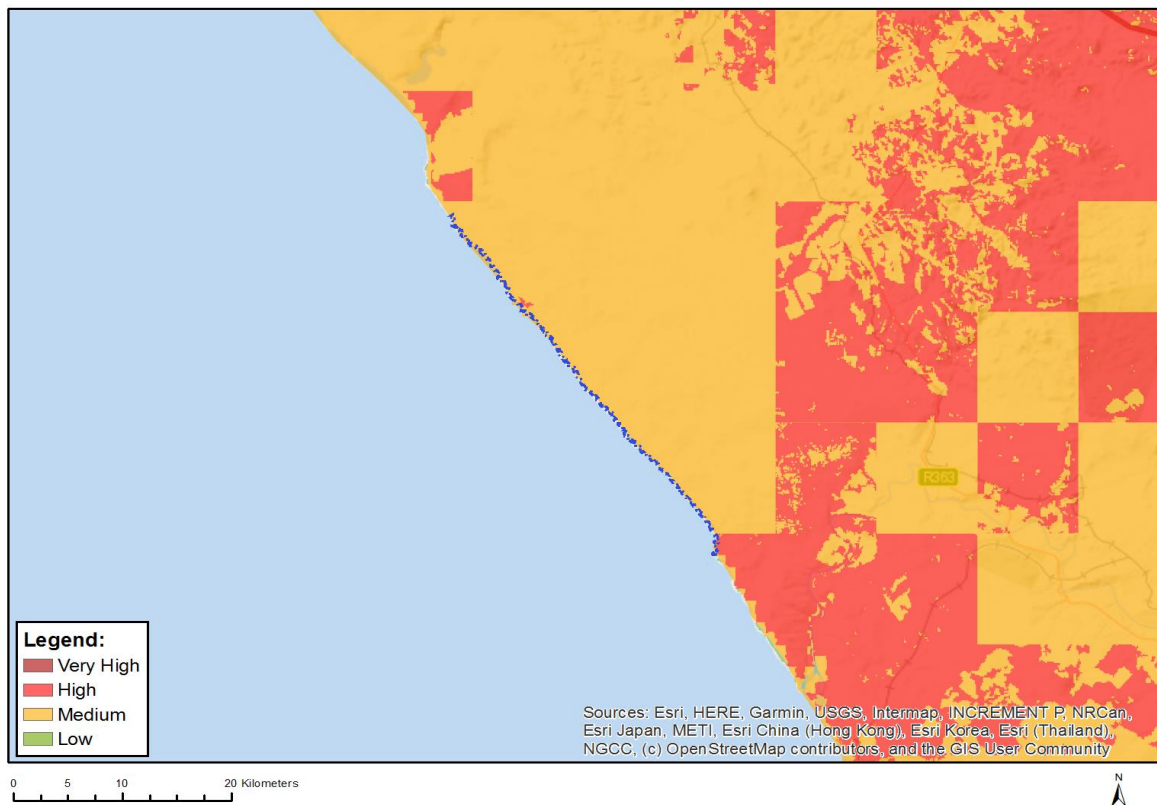 R363
Legend:
Very High
High
Medium
Low
Sources: Esri, HERE, Garmin, USGS, Intermap, INCREMENT P, NRCan,
Esri Japan, METI, Esri China (Hong Kong), Esri Korea, Esri (Thailand),
NGCC, (c) OpenStreetMap contributors, and the GIS User Community
0 5 10 20 Kilometers
N